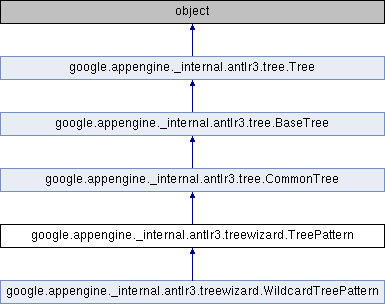 object
google.appengine._internal.antlr3.tree.Tree
google.appengine._internal.antlr3.tree.BaseTree
google.appengine._internal.antlr3.tree.CommonTree
google.appengine._internal.antlr3.treewizard.TreePattern
google.appengine._internal.antlr3.treewizard.WildcardTreePattern